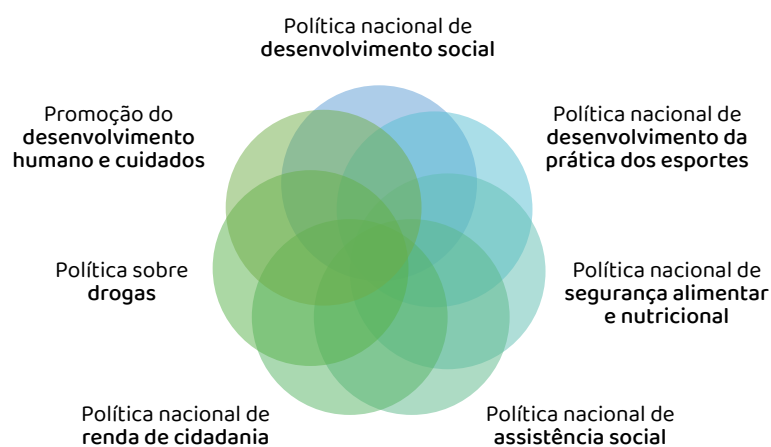 Política nacional de
desenvolvimento social
Promoção do
desenvolvimento
humano e cuidados
Política nacional de
desenvolvimento da
prática dos esportes
Política sobre
drogas
Política nacional de
segurança alimentar
e nutricional
Política nacional de
renda de cidadania
Política nacional de
assistência social